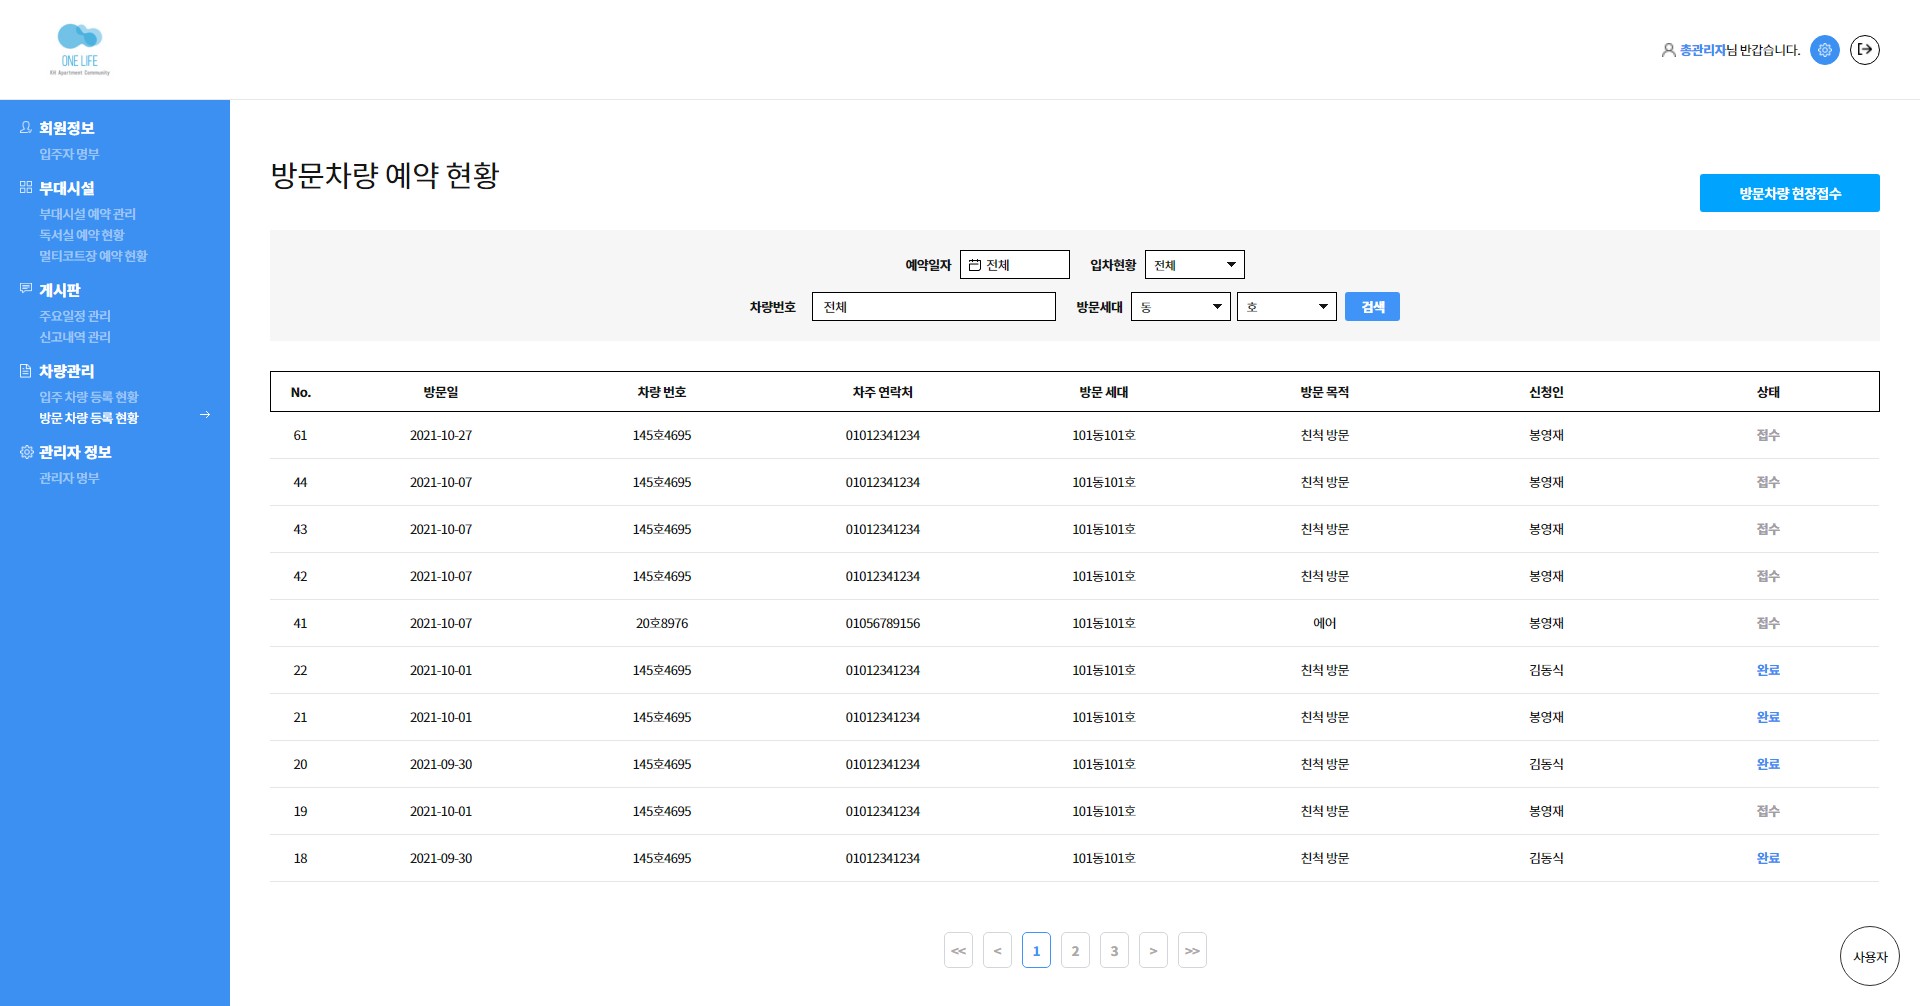 ONE LIFE
KH Apartment Community
총관리자님 반갑습니다.
회원정보
입주자 명부
부대시설
부대시설 예약 관리
독서실 예약 현황
멀티코트장 예약 현황
게시판
주요일정 관리
신고내역 관리
차량관리
입주 차량 등록 현황
방문 차량 등록 현황
관리자 정보
관리자 명부
방문차량 예약 현황
방문차량 현장접수
예약일자 전체 입차현황 전체
차량번호 전체 방문세대 동 호 검색
No. 방문일 차량 번호 차주 연락처 방문 세대 방문 목적 신청인 상태
61 2021-10-27 145호4695 01012341234 101동101호 친척 방문 봉영재 접수
44 2021-10-07 145호4695 01012341234 101동101호 친척 방문 봉영재 접수
43 2021-10-07 145호4695 01012341234 101동101호 친척 방문 봉영재 접수
42 2021-10-07 145호4695 01012341234 101동101호 친척 방문 봉영재 접수
41 2021-10-07 20호8976 01056789156 101동101호 에어 봉영재 접수
22 2021-10-01 145호4695 01012341234 101동101호 친척 방문 김동식 완료
21 2021-10-01 145호4695 01012341234 101동101호 친척 방문 봉영재 완료
20 2021-09-30 145호4695 01012341234 101동101호 친척 방문 김동식 완료
19 2021-10-01 145호4695 01012341234 101동101호 친척 방문 봉영재 접수
18 2021-09-30 145호4695 01012341234 101동101호 친척 방문 김동식 완료
<< < 1 2 3 > >>
사용자